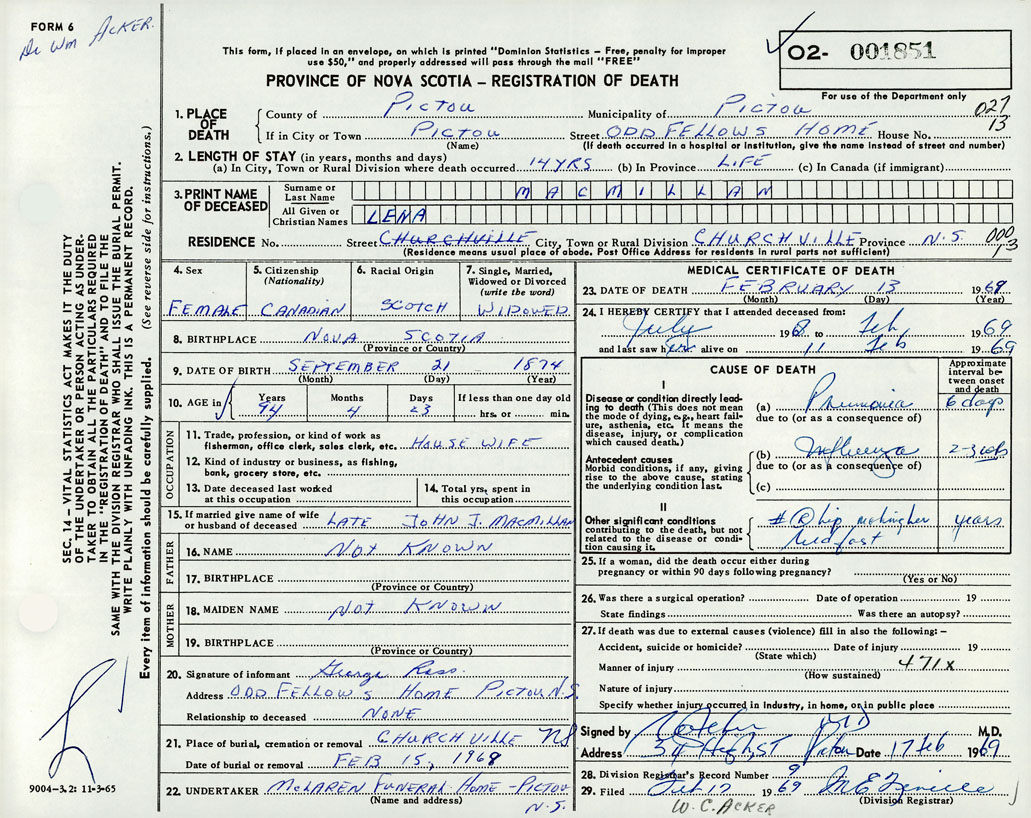 FORM 6
Dr Wm ACKER.
This form, if placed in an envelope, on which is printed "Dominion Statistics – Free, penalty for improper
use $50," and properly addressed will pass through the mail "FREE"
O2- 001851
For use of the Department only
PROVINCE OF NOVA SCOTIA – REGISTRATION OF DEATH
SEC. 14 – VITAL STATISTICS ACT MAKES IT THE DUTY
OF THE UNDERTAKER OR PERSON ACTING AS UNDER-
TAKER TO OBTAIN ALL THE PARTICULARS REQUIRED
IN THE "REGISTRATION OF DEATH" AND TO FILE THE
SAME WITH THE DIVISION REGISTRAR WHO SHALL ISSUE THE BURIAL PERMIT.
WRITE PLAINLY WITH UNFADING INK. THIS IS A PERMANENT RECORD.
Every item of information should be carefully supplied. (See reverse side for instructions.)
1. PLACE OF DEATH
County of PICTOU Municipality of PICTOU 027
If in City or Town PICTOU Street ODD FELLOWS HOME House No. 13
(Name) (If death occurred in a hospital or institution, give the name instead of street and number)
2. LENGTH OF STAY (in years, months and days)
(a) In City, Town or Rural Division where death occurred 14 YRS (b) In Province LIFE (c) In Canada (if immigrant)
3. PRINT NAME OF DECEASED
Surname or Last Name MACMILLAN
All Given or Christian Names LENA
RESIDENCE No. Street CHURCHVILLE City, Town or Rural Division CHURCHVILLE Province N.S. 000
13
(Residence means usual place of abode. Post Office Address for residents in rural parts not sufficient)
4. Sex
FEMALE
5. Citizenship
(Nationality)
CANADIAN
6. Racial Origin
SCOTCH
7. Single, Married,
Widowed or Divorced
(write the word)
WIDOWED
8. BIRTHPLACE NOVA SCOTIA
(Province or Country)
9. DATE OF BIRTH SEPTEMBER 21 1874
(Month) (Day) (Year)
10. AGE in
Years Months Days If less than one day old
94 4 23 hrs. or min.
OCCUPATION
11. Trade, profession, or kind of work as
fisherman, office clerk, sales clerk, etc. HOUSE WIFE
12. Kind of industry or business, as fishing,
bank, grocery store, etc.
13. Date deceased last worked
at this occupation
14. Total yrs. spent in
this occupation
15. If married give name of wife
or husband of deceased LATE JOHN J. MACMILLAN
FATHER
16. NAME NOT KNOWN
17. BIRTHPLACE
(Province or Country)
MOTHER
18. MAIDEN NAME NOT KNOWN
19. BIRTHPLACE
(Province or Country)
20. Signature of informant George Ross
Address ODD FELLOWS HOME PICTOU N.S.
Relationship to deceased NONE
21. Place of burial, cremation or removal CHURCHVILLE NS
Date of burial or removal FEB 15, 1968
22. UNDERTAKER MCLAREN FUNERAL HOME – PICTOU
(Name and address) N.S.
9004–3.2: 11-3-65
MEDICAL CERTIFICATE OF DEATH
23. DATE OF DEATH FEBRUARY 13 1969
(Month) (Day) (Year)
24. I HEREBY CERTIFY that I attended deceased from:
July 1968 to Feb 1969
and last saw her alive on 11 Feb 1969
CAUSE OF DEATH
Approximate interval between onset and death
I
Disease or condition directly lead-
ing to death (This does not mean
the mode of dying, e.g., heart fail-
ure, asthenia, etc. It means the
disease, injury, or complication
which caused death.)
(a) Pneumonia 6 days
due to (or as a consequence of)
Antecedent causes
Morbid conditions, if any, giving
rise to the above cause, stating
the underlying condition last.
(b) Influenza 2-3 wks
due to (or as a consequence of)
(c)
II
Other significant conditions
contributing to the death, but not
related to the disease or condi-
tion causing it.
# R hip making her years
bedfast
25. If a woman, did the death occur either during
pregnancy or within 90 days following pregnancy?
(Yes or No)
26. Was there a surgical operation? Date of operation 19
State findings Was there an autopsy?
27. If death was due to external causes (violence) fill in also the following: –
Accident, suicide or homicide? Date of injury 19
(State which)
Manner of injury 471x
(How sustained)
Nature of injury
Specify whether injury occurred in industry, in home, or in public place
Signed by MD M.D.
Address High St Pictou Date 17 Feb 1969
28. Division Registrar's Record Number 9
29. Filed Feb 17 1969
(Division Registrar)
W. C. ACKER